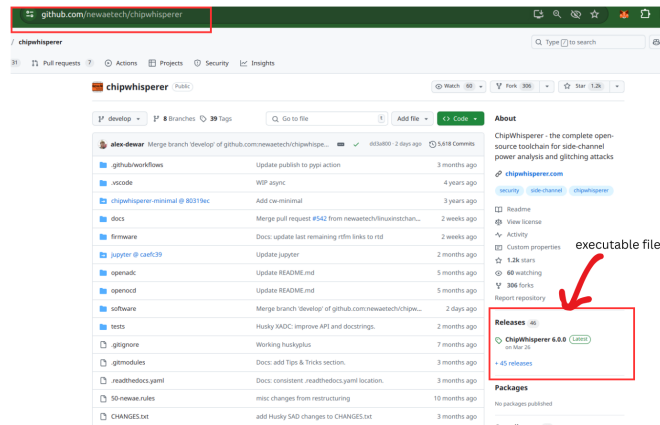 github.com/newaetech/chipwhisperer
/ chipwhisperer
Type / to search
31 Pull requests 7 Actions Projects Security Insights
chipwhisperer Public
Watch 60 Fork 306 Star 1.2k
develop 8 Branches 39 Tags Go to file t Add file Code
About
ChipWhisperer - the complete open-
source toolchain for side-channel
power analysis and glitching attacks
chipwhisperer.com
security side-channel chipwhisperer
Readme
View license
Activity
Custom properties
1.2k stars
60 watching
306 forks
Report repository
executable file
Releases 46
ChipWhisperer 6.0.0 Latest
on Mar 26
+ 45 releases
Packages
No packages published
alex-dewar Merge branch 'develop' of github.com:newaetech/chipwhispe... 2 days ago 5,618 Commits
.github/workflows Update publish to pypi action 3 months ago
.vscode WIP async 4 years ago
chipwhisperer-minimal @ 80319ec Add cw-minimal 3 years ago
docs Merge pull request #542 from newaetech/linuxinstchan... 2 weeks ago
firmware Docs: update last remaining rtfm links to rtd 2 weeks ago
jupyter @ caefc39 Update jupyter 2 months ago
openadc Update README.md 5 months ago
openocd Update README.md 5 months ago
software Merge branch 'develop' of github.com:newaetech/chipw... 2 days ago
tests Husky XADC: improve API and docstrings. 2 months ago
.gitignore Working huskyplus 7 months ago
.gitmodules Docs: add Tips & Tricks section. 3 months ago
.readthedocs.yaml Docs: consistent .readthedocs.yaml location. 3 months ago
50-newae.rules misc changes from restructuring 10 months ago
CHANGES.txt add Husky SAD changes to CHANGES.txt 3 months ago